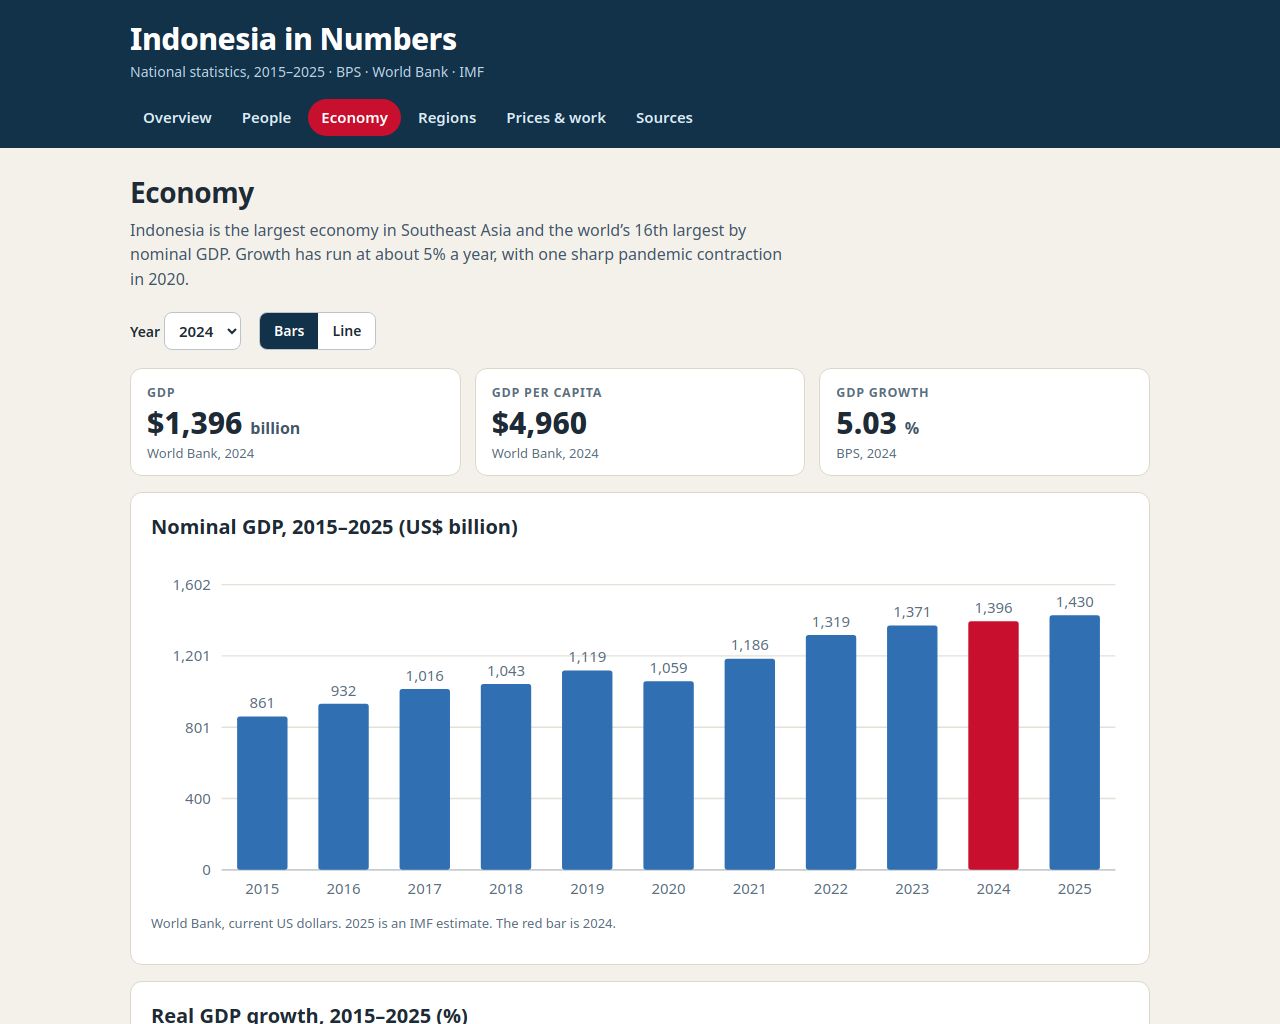 Indonesia in Numbers
National statistics, 2015–2025 · BPS · World Bank · IMF
Overview People Economy Regions Prices & work Sources
Economy
Indonesia is the largest economy in Southeast Asia and the world’s 16th largest by
nominal GDP. Growth has run at about 5% a year, with one sharp pandemic contraction
in 2020.
Year 2024 Bars Line
GDP
$1,396 billion
World Bank, 2024
GDP PER CAPITA
$4,960
World Bank, 2024
GDP GROWTH
5.03 %
BPS, 2024
Nominal GDP, 2015–2025 (US$ billion)
1,602
1,201
801
400
0
861 932 1,016 1,043 1,119 1,059 1,186 1,319 1,371 1,396 1,430
2015 2016 2017 2018 2019 2020 2021 2022 2023 2024 2025
World Bank, current US dollars. 2025 is an IMF estimate. The red bar is 2024.
Real GDP growth, 2015–2025 (%)